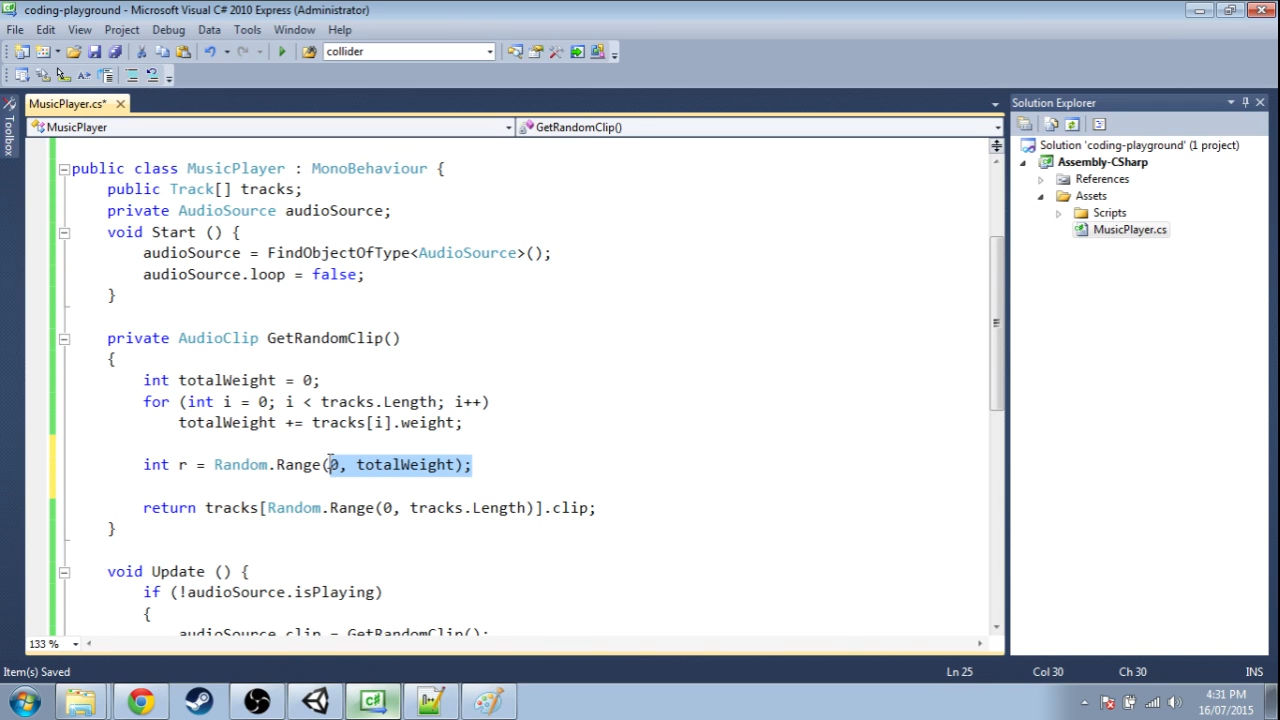 coding-playground - Microsoft Visual C# 2010 Express (Administrator)
File Edit View Project Debug Data Tools Window Help
collider
MusicPlayer.cs*
Solution Explorer
MusicPlayer
GetRandomClip()
Toolbox
Solution 'coding-playground' (1 project)
Assembly-CSharp
References
Assets
Scripts
MusicPlayer.cs
public class MusicPlayer : MonoBehaviour {
public Track[] tracks;
private AudioSource audioSource;
void Start () {
audioSource = FindObjectOfType<AudioSource>();
audioSource.loop = false;
}
private AudioClip GetRandomClip()
{
int totalWeight = 0;
for (int i = 0; i < tracks.Length; i++)
totalWeight += tracks[i].weight;
int r = Random.Range(0, totalWeight);
return tracks[Random.Range(0, tracks.Length)].clip;
}
void Update () {
if (!audioSource.isPlaying)
{
audioSource.clip = GetRandomClip();
133 %
Item(s) Saved
Ln 25
Col 30
Ch 30
INS
4:31 PM
16/07/2015